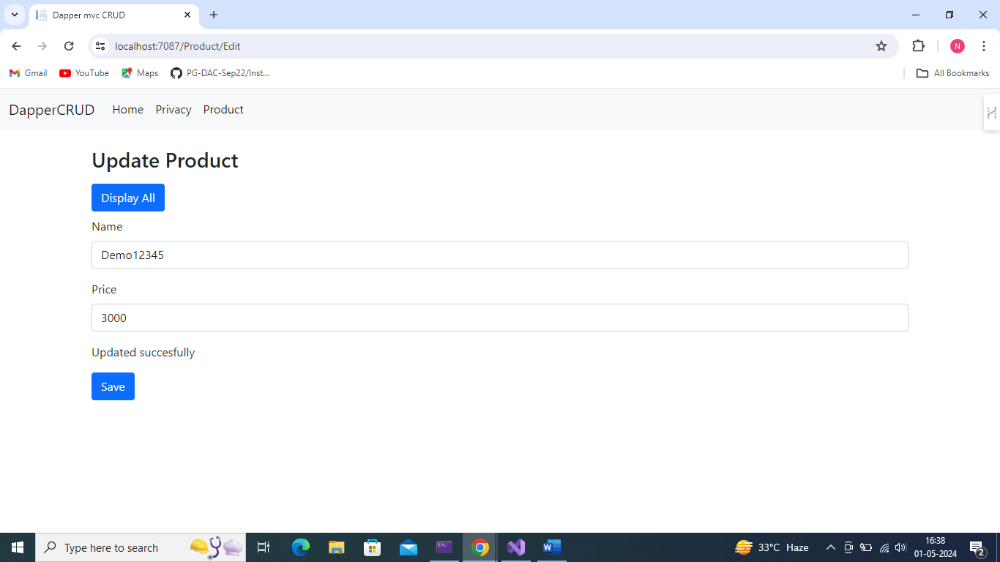 Dapper mvc CRUD
localhost:7087/Product/Edit
N
Gmail YouTube Maps PG-DAC-Sep22/Inst... All Bookmarks
DapperCRUD Home Privacy Product
Update Product
Display All
Name
Demo12345
Price
3000
Updated succesfully
Save
Type here to search
W
33°C Haze
16:38
01-05-2024
2